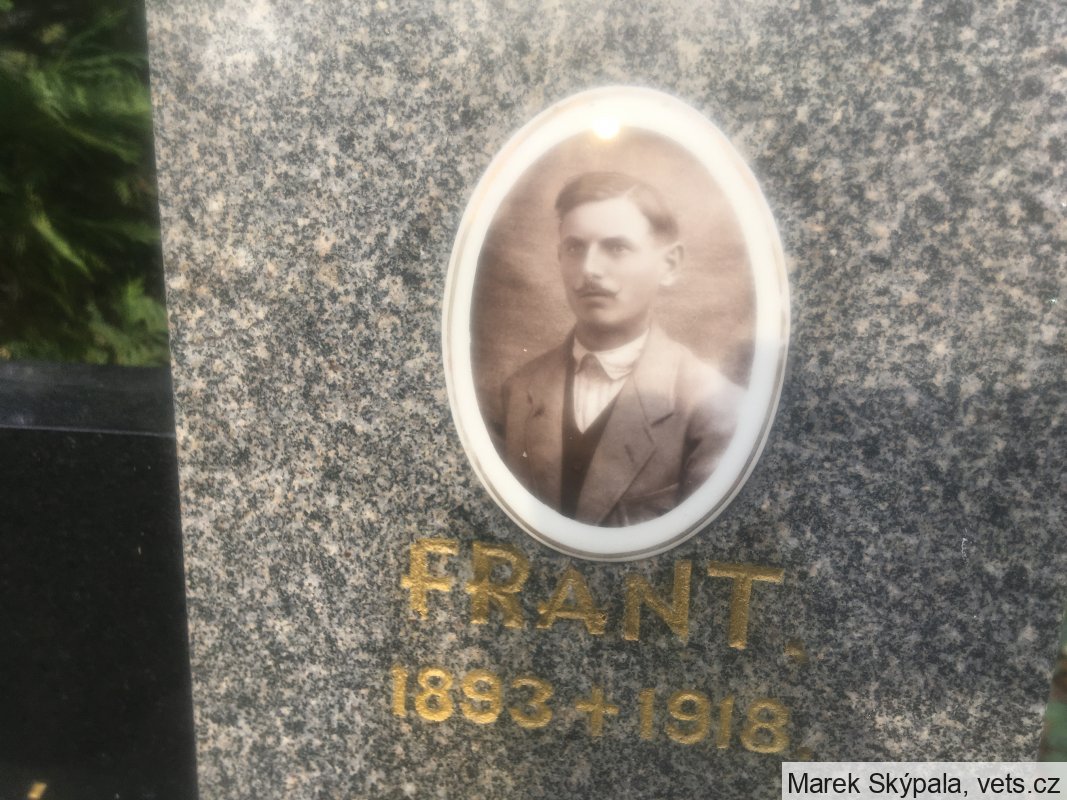 FRANT.
1893 + 1918.
Marek Skýpala, vets.cz